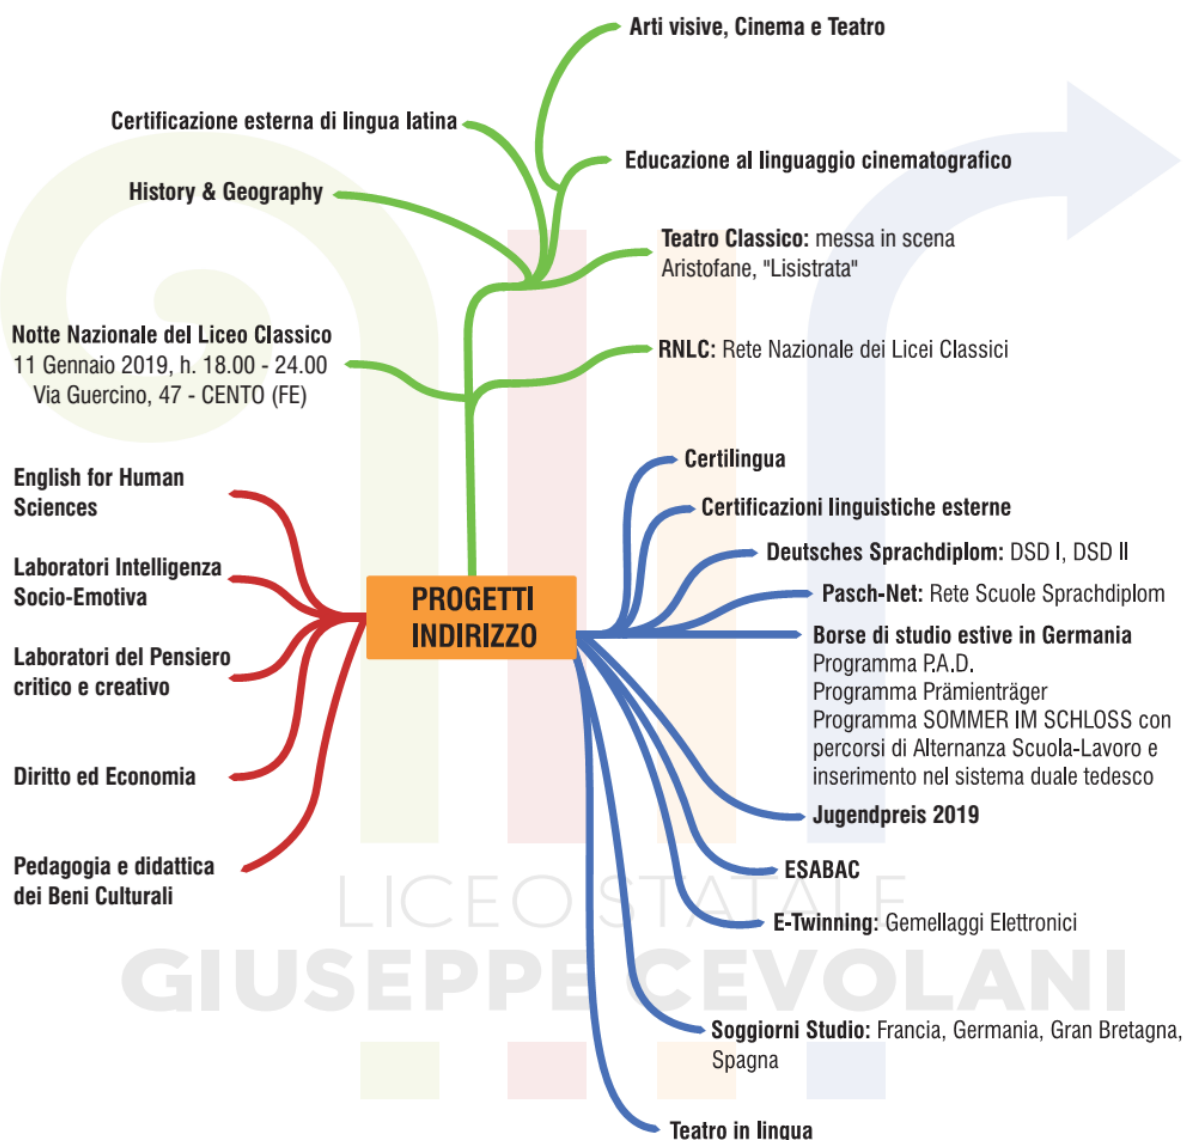 Arti visive, Cinema e Teatro
Certificazione esterna di lingua latina
Educazione al linguaggio cinematografico
History & Geography
Teatro Classico: messa in scena
Aristofane, "Lisistrata"
Notte Nazionale del Liceo Classico
11 Gennaio 2019, h. 18.00 - 24.00
Via Guercino, 47 - CENTO (FE)
RNLC: Rete Nazionale dei Licei Classici
English for Human
Sciences
Laboratori Intelligenza
Socio-Emotiva
Laboratori del Pensiero
critico e creativo
Diritto ed Economia
Pedagogia e didattica
dei Beni Culturali
PROGETTI
INDIRIZZO
Certilingua
Certificazioni linguistiche esterne
Deutsches Sprachdiplom: DSD I, DSD II
Pasch-Net: Rete Scuole Sprachdiplom
Borse di studio estive in Germania
Programma P.A.D.
Programma Prämienträger
Programma SOMMER IM SCHLOSS con
percorsi di Alternanza Scuola-Lavoro e
inserimento nel sistema duale tedesco
Jugendpreis 2019
ESABAC
E-Twinning: Gemellaggi Elettronici
Soggiorni Studio: Francia, Germania, Gran Bretagna,
Spagna
Teatro in lingua
LICEO STATALE
GIUSEPPE CEVOLANI